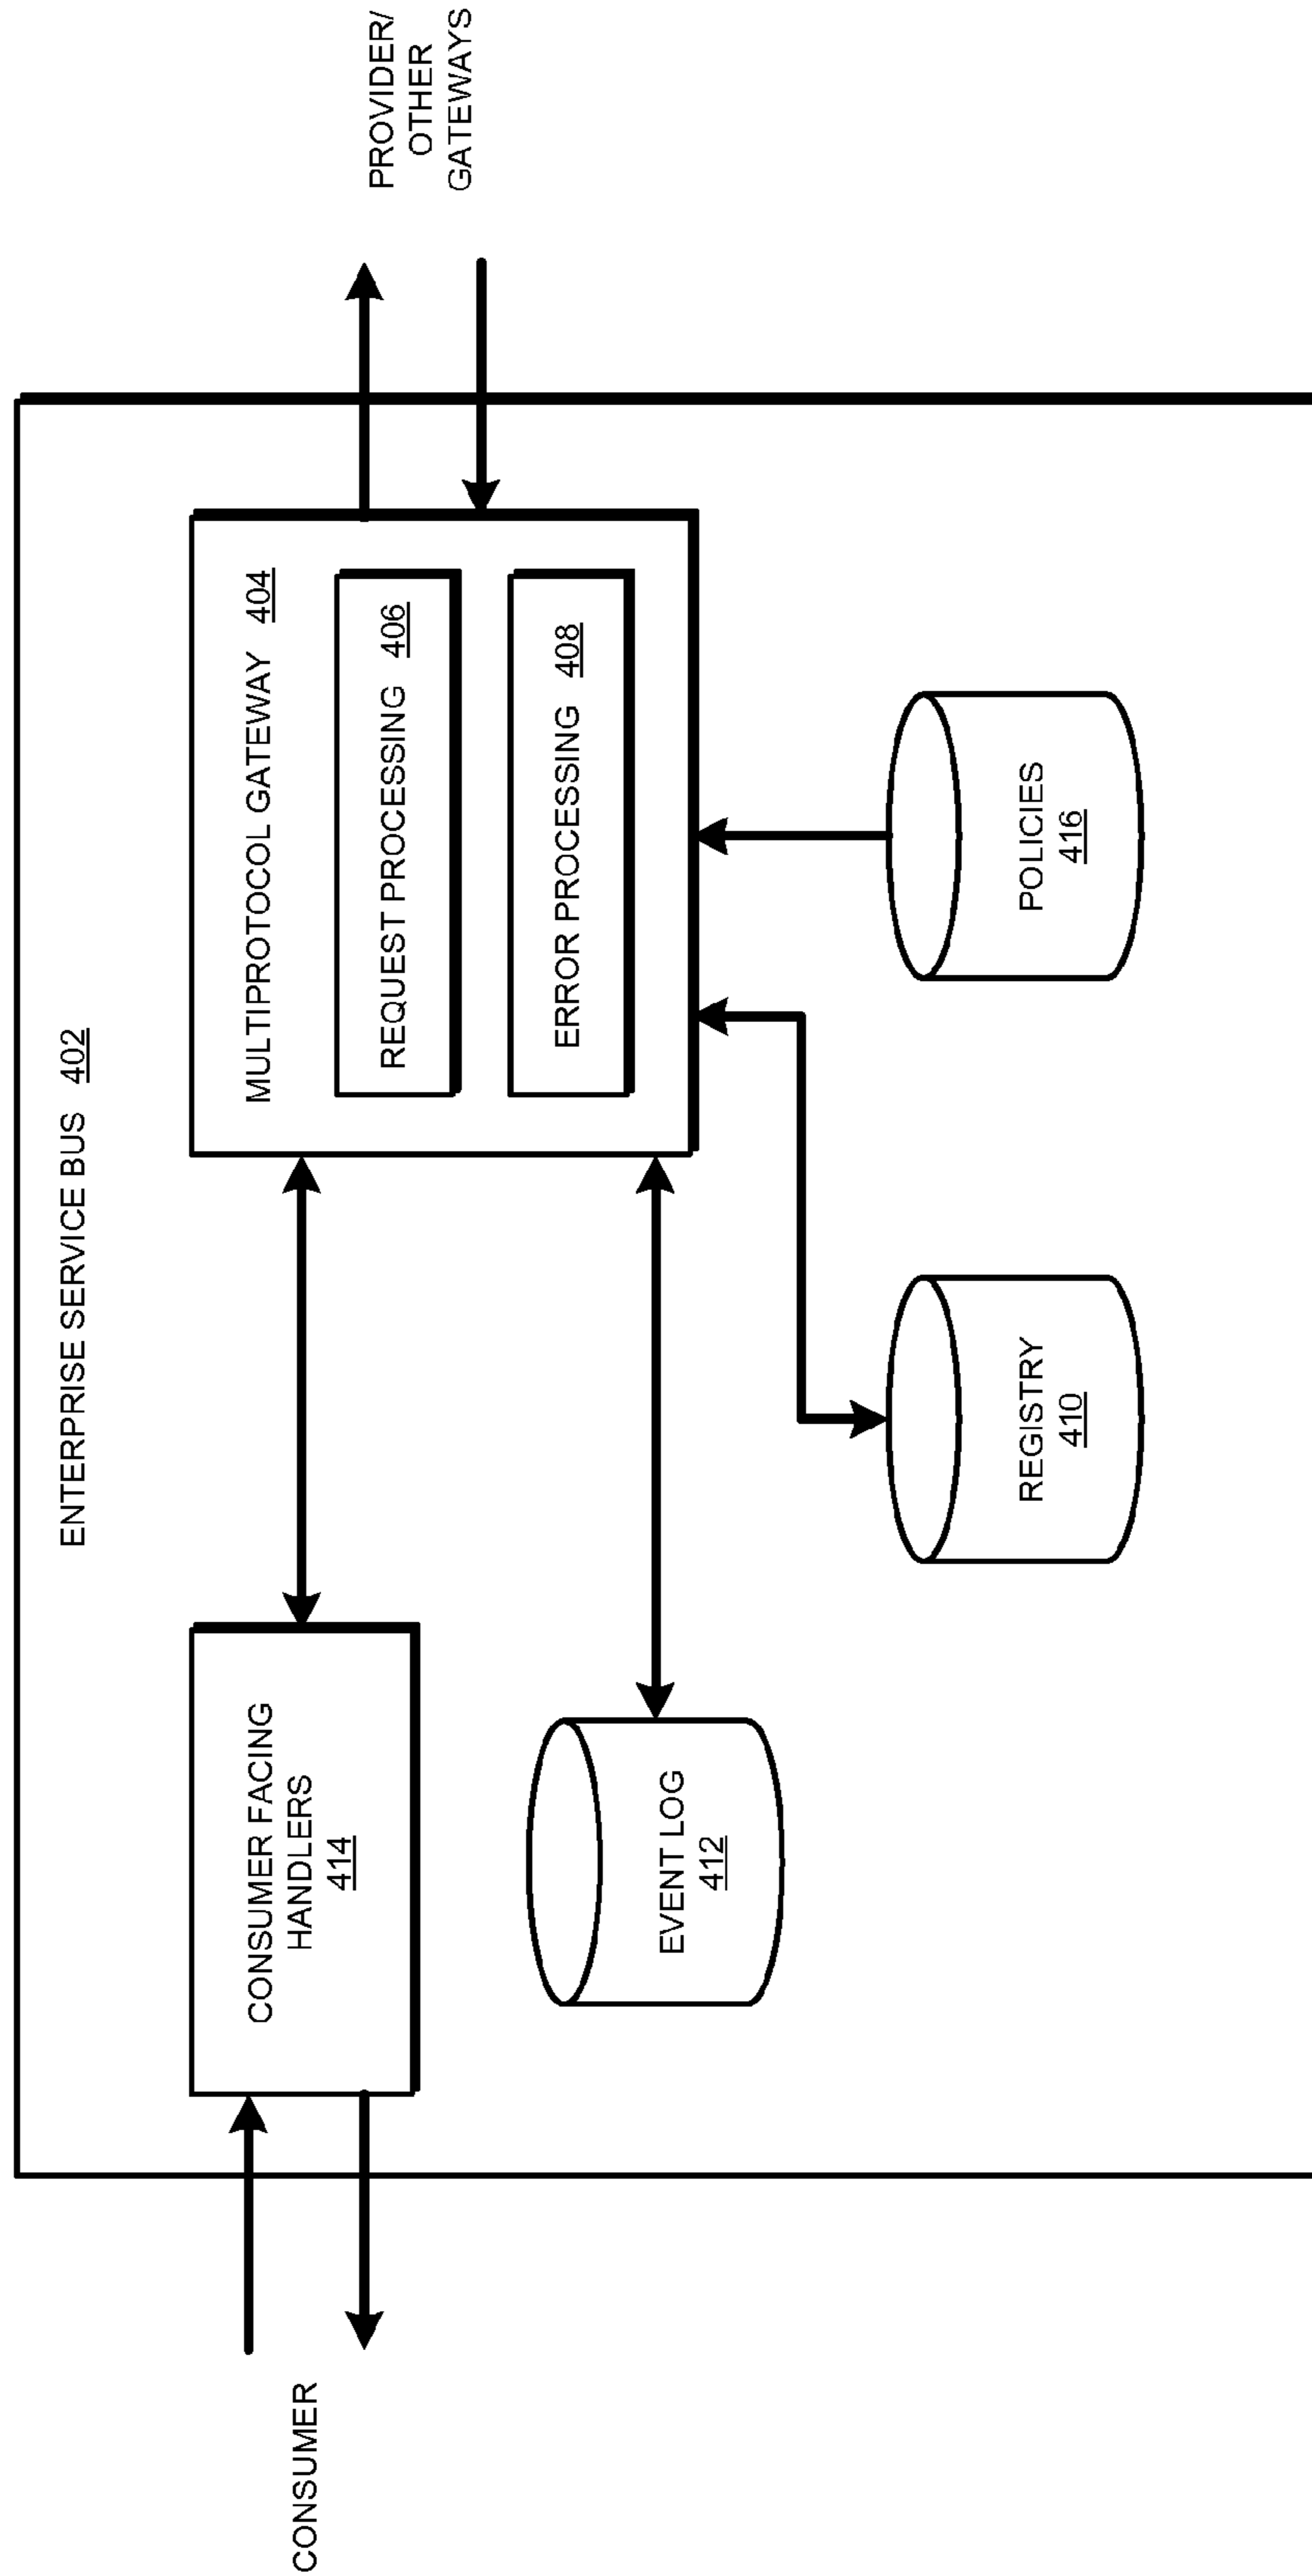 ENTERPRISE SERVICE BUS 402
CONSUMER
CONSUMER FACING
HANDLERS
414
EVENT LOG
412
MULTIPROTOCOL GATEWAY 404
REQUEST PROCESSING 406
ERROR PROCESSING 408
REGISTRY
410
POLICIES
416
PROVIDER/
OTHER
GATEWAYS